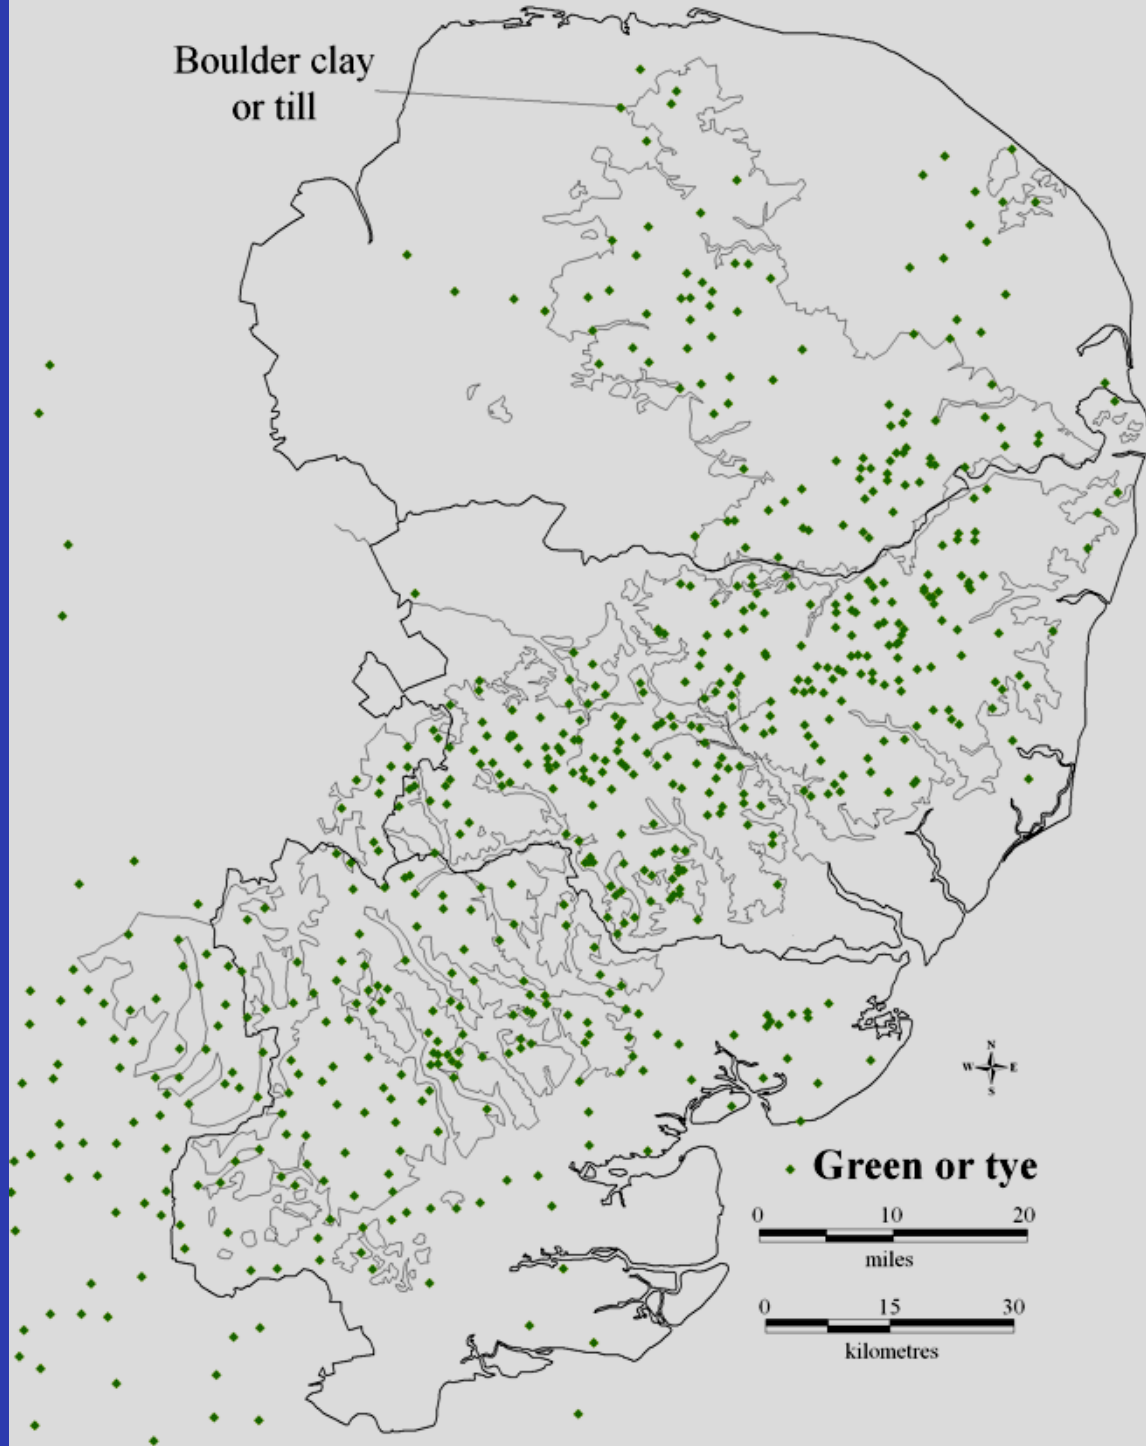 Boulder clay
or till
N
W E
S
Green or tye
0 10 20
miles
0 15 30
kilometres